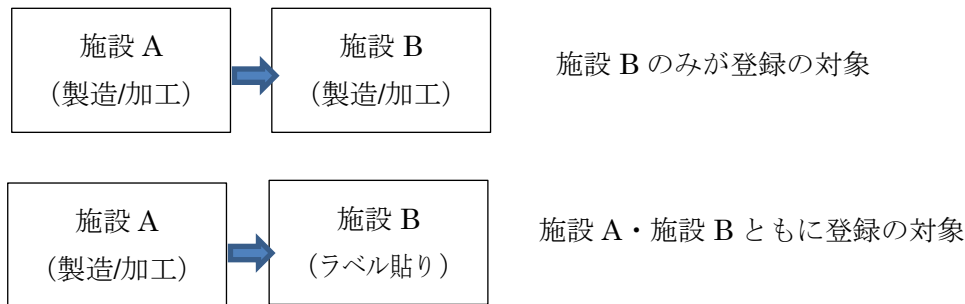 施設 A
（製造/加工）
施設 B
（製造/加工）
施設 B のみが登録の対象
施設 A
（製造/加工）
施設 B
（ラベル貼り）
施設 A・施設 B ともに登録の対象